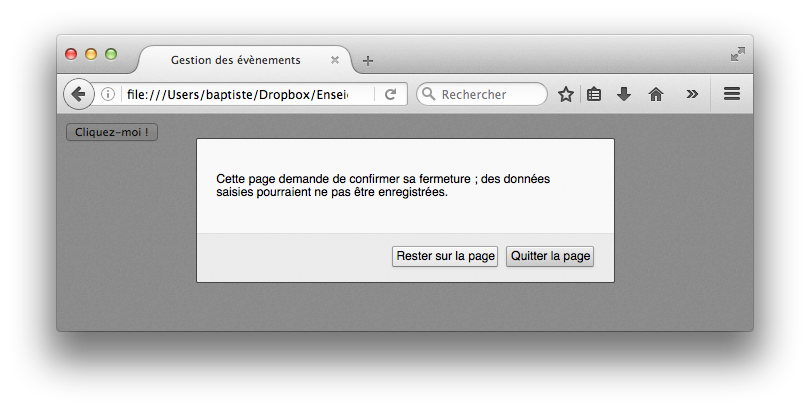 Gestion des évènements
file:///Users/baptiste/Dropbox/Ensei
Rechercher
Cliquez-moi !
Cette page demande de confirmer sa fermeture ; des données
saisies pourraient ne pas être enregistrées.
Rester sur la page
Quitter la page